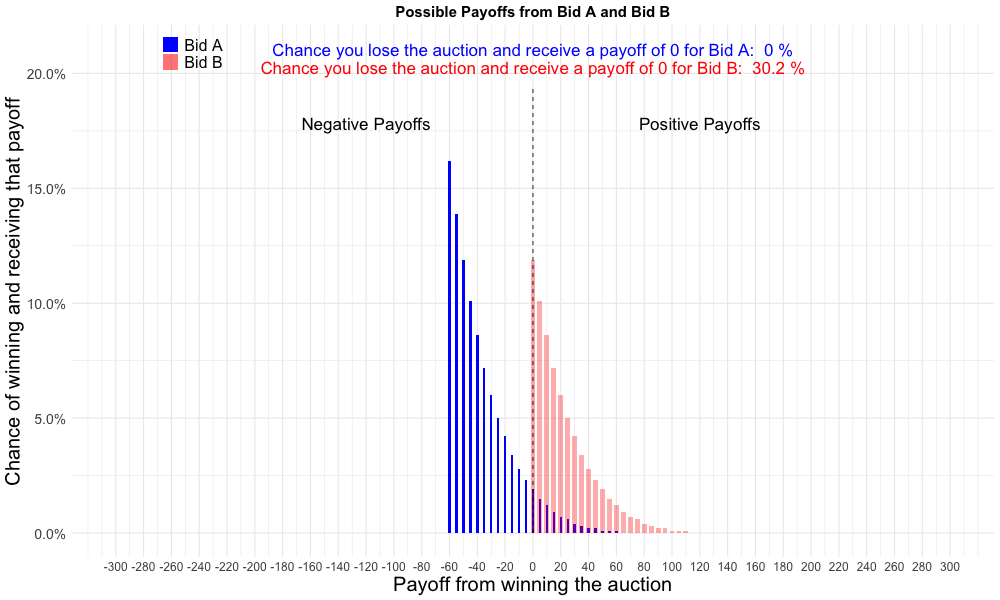 Possible Payoffs from Bid A and Bid B
Bid A
Bid B
Chance you lose the auction and receive a payoff of 0 for Bid A:  0 %
Chance you lose the auction and receive a payoff of 0 for Bid B:  30.2 %
Negative Payoffs
Positive Payoffs
Chance of winning and receiving that payoff
20.0%
15.0%
10.0%
5.0%
0.0%
-300 -280 -260 -240 -220 -200 -180 -160 -140 -120 -100 -80 -60 -40 -20 0 20 40 60 80 100 120 140 160 180 200 220 240 260 280 300
Payoff from winning the auction